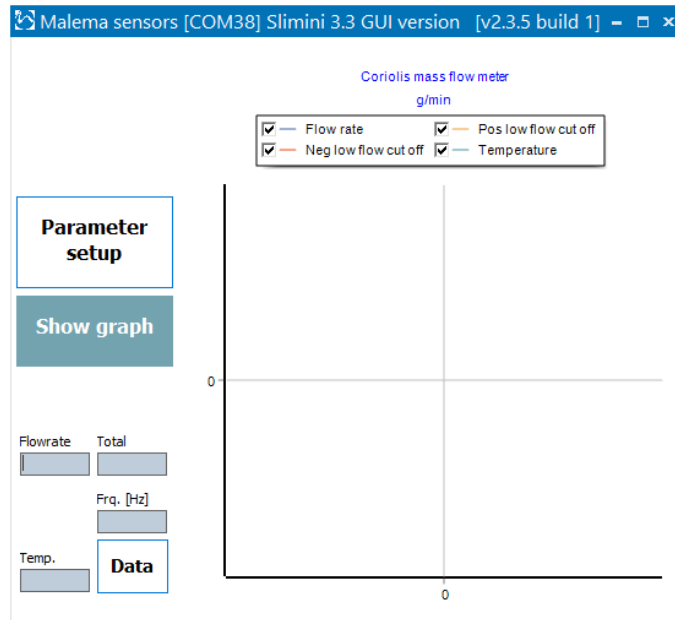 Malema sensors [COM38] Slimini 3.3 GUI version [v2.3.5 build 1]
Coriolis mass flow meter
g/min
Flow rate
Pos low flow cut off
Neg low flow cut off
Temperature
Parameter
setup
Show graph
0
Flowrate
Total
Frq. [Hz]
Temp.
Data
0